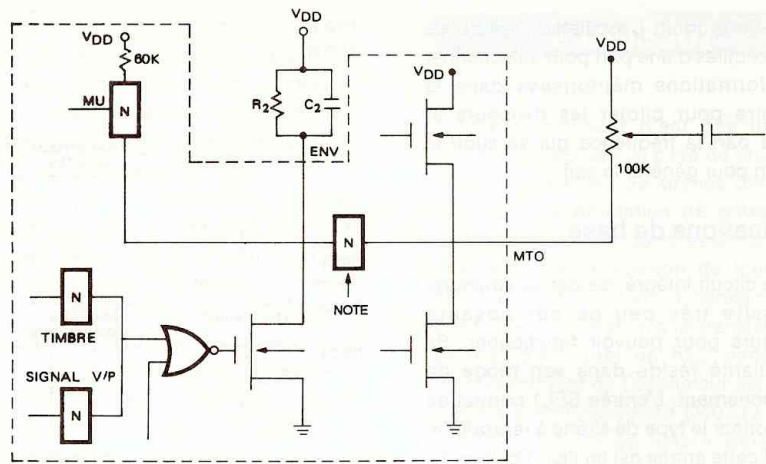 VDD
VDD
60K
VDD
VDD
MU
N
R2
C2
ENV
100K
N
MTO
NOTE
N
TIMBRE
SIGNAL V/P
N